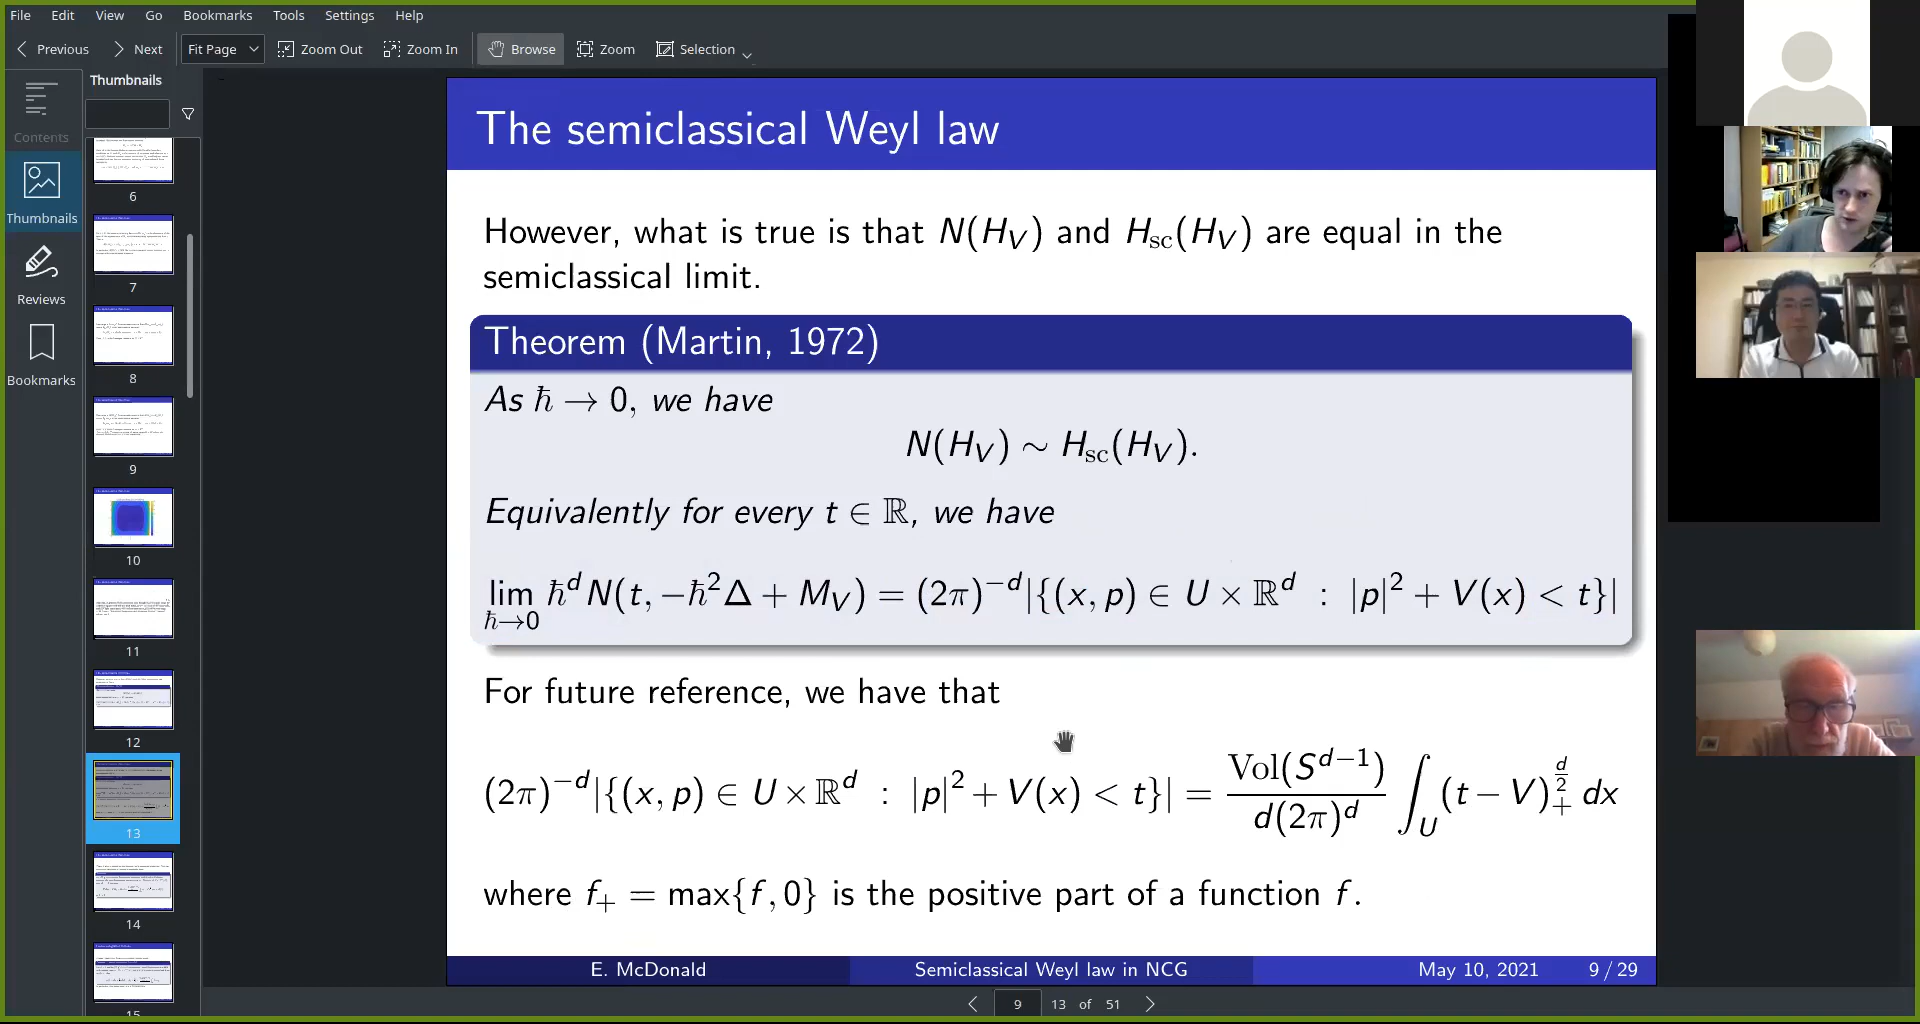 File Edit View Go Bookmarks Tools Settings Help
Previous Next Fit Page Zoom Out Zoom In Browse Zoom Selection
Contents
Thumbnails
Reviews
Bookmarks
Thumbnails
6
7
8
9
10
11
12
13
14
15
The semiclassical Weyl law
However, what is true is that N(H_V) and H_sc(H_V) are equal in the
semiclassical limit.
Theorem (Martin, 1972)
As ℏ → 0, we have
N(H_V) ∼ H_sc(H_V).
Equivalently for every t ∈ ℝ, we have
lim_{ℏ→0} ℏ^d N(t, −ℏ²Δ + M_V) = (2π)^{−d}|{(x, p) ∈ U × ℝ^d : |p|² + V(x) < t}|
For future reference, we have that
(2π)^{−d}|{(x, p) ∈ U × ℝ^d : |p|² + V(x) < t}| = \frac{Vol(S^{d−1})}{d(2π)^d} ∫_U (t − V)_+^{\frac{d}{2}} dx
where f_+ = max{f, 0} is the positive part of a function f.
E. McDonald Semiclassical Weyl law in NCG May 10, 2021 9 / 29
9 13 of 51